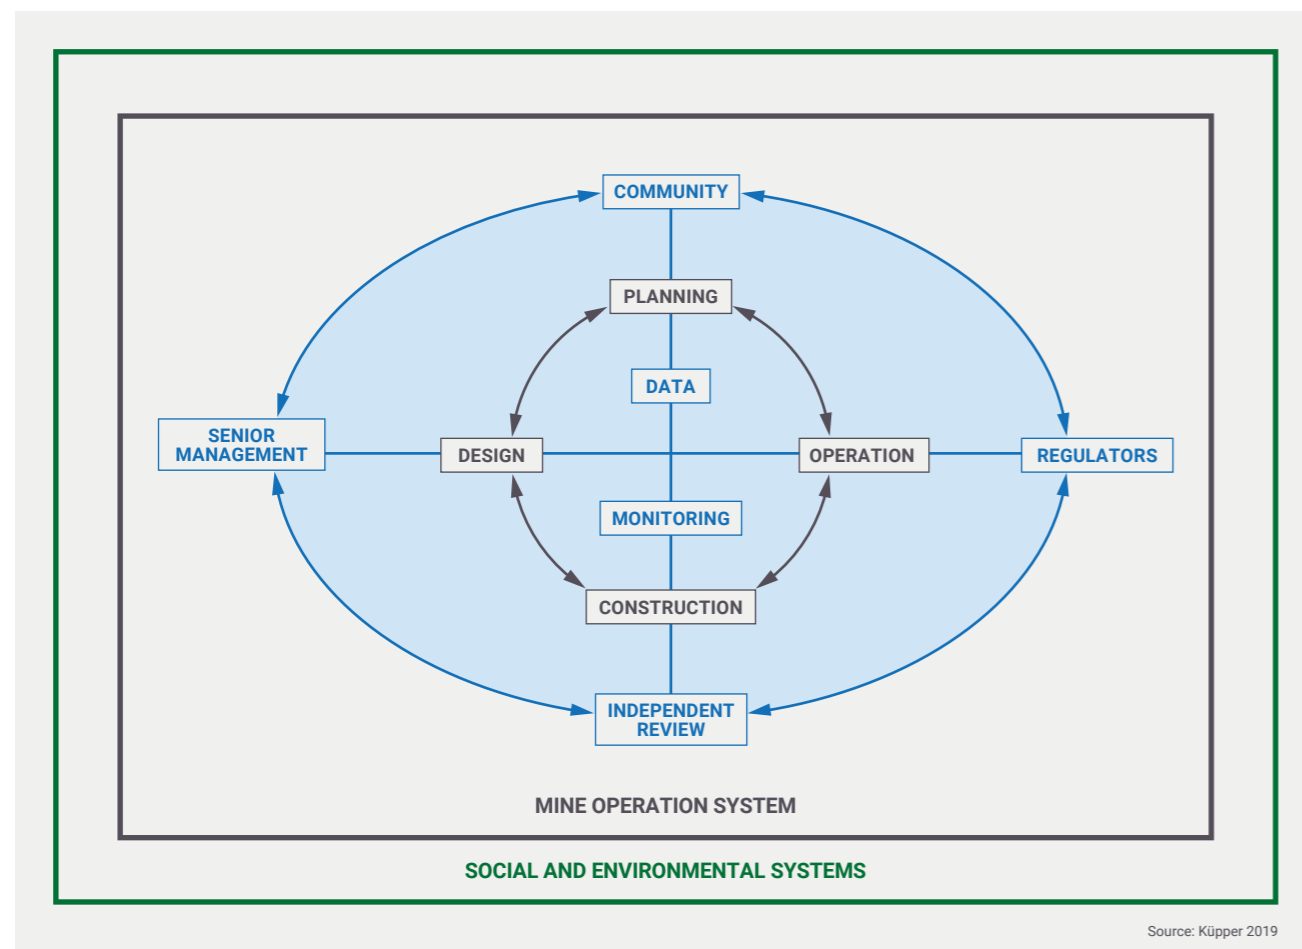 COMMUNITY
PLANNING
DATA
SENIOR
MANAGEMENT
DESIGN
OPERATION
REGULATORS
MONITORING
CONSTRUCTION
INDEPENDENT
REVIEW
MINE OPERATION SYSTEM
SOCIAL AND ENVIRONMENTAL SYSTEMS
Source: Küpper 2019